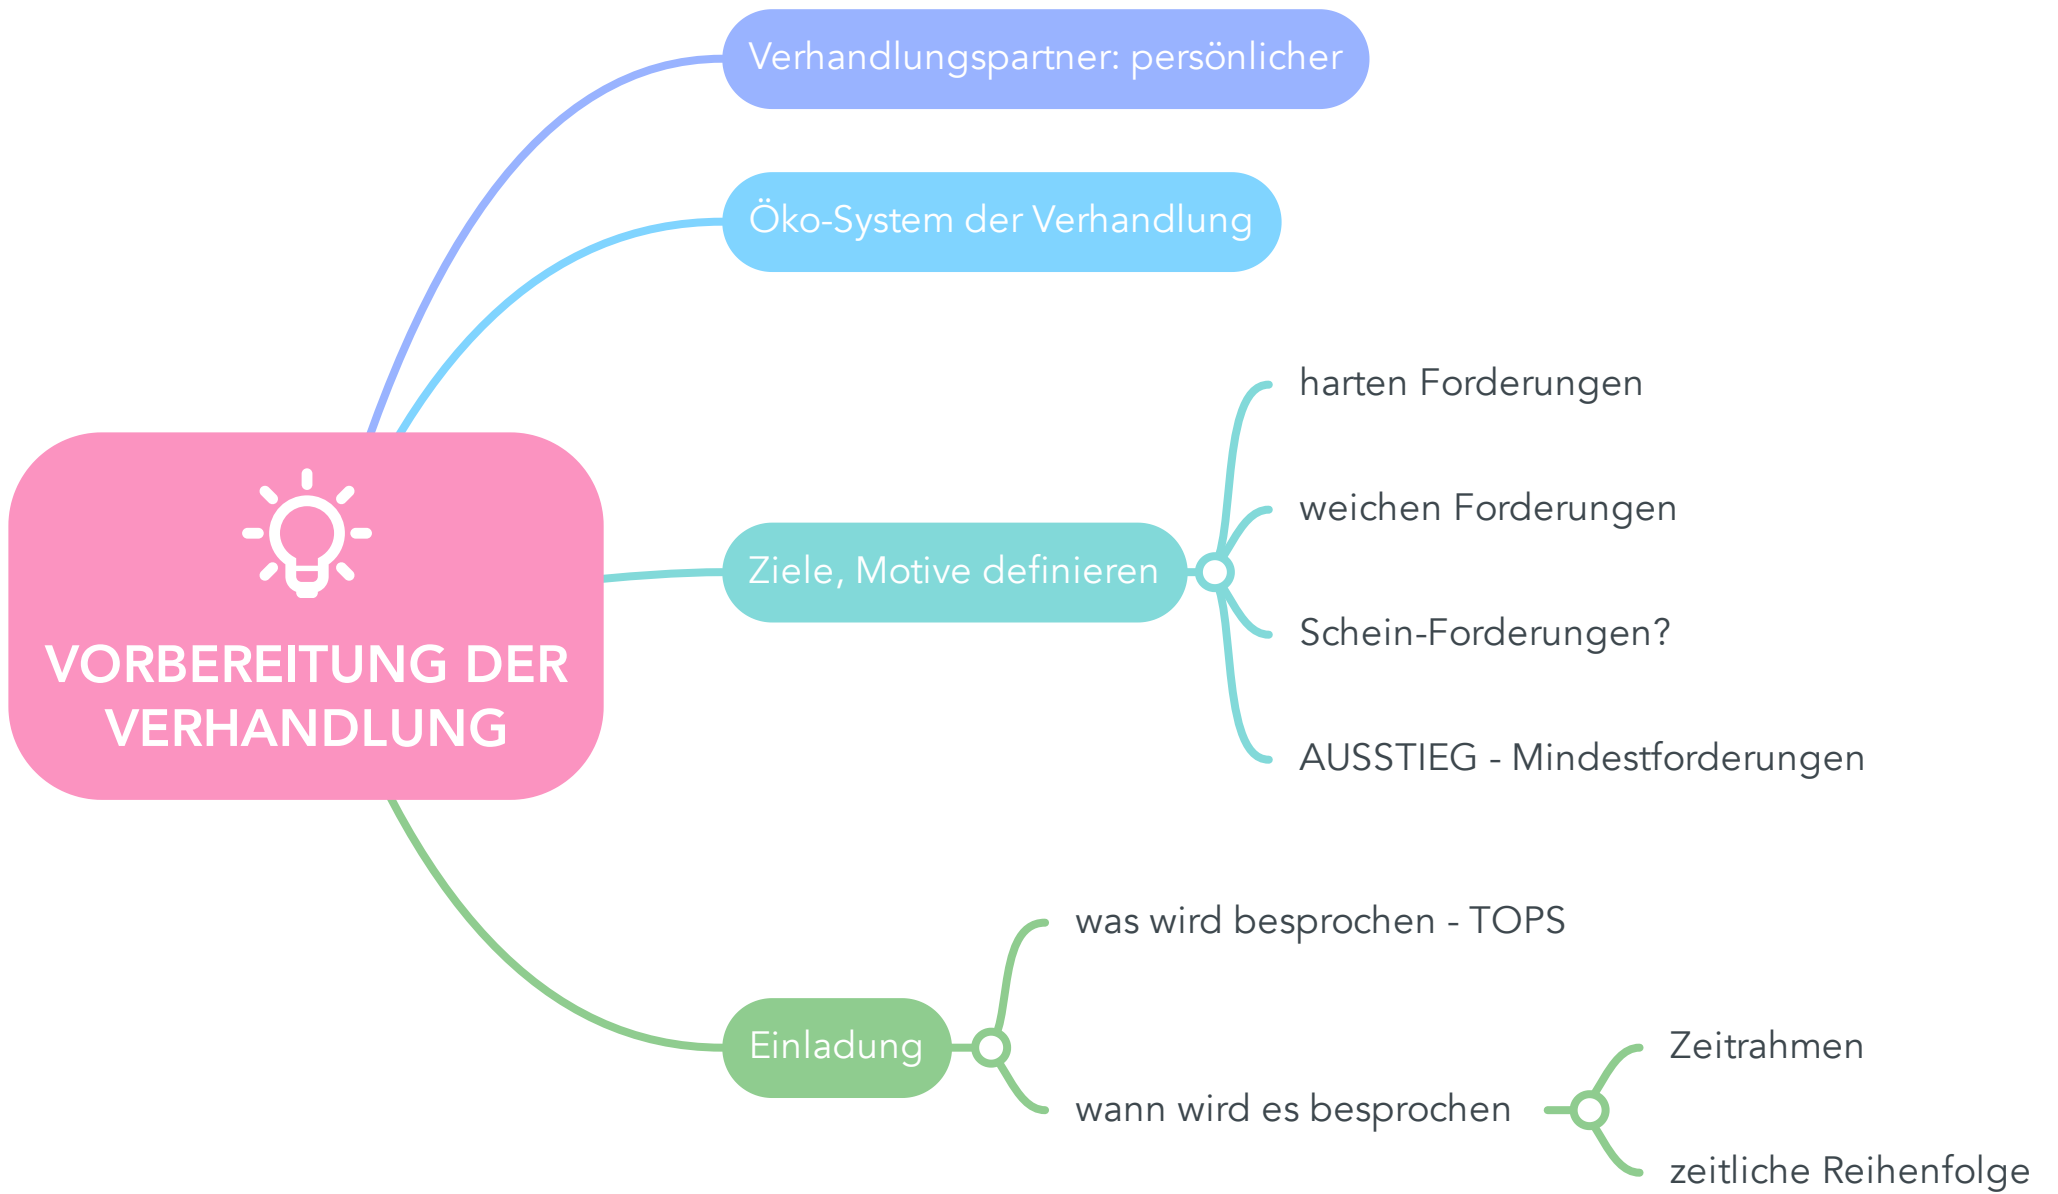 Verhandlungspartner: persönlicher
Öko-System der Verhandlung
VORBEREITUNG DER
VERHANDLUNG
Ziele, Motive definieren
harten Forderungen
weichen Forderungen
Schein-Forderungen?
AUSSTIEG - Mindestforderungen
Einladung
was wird besprochen - TOPS
wann wird es besprochen
Zeitrahmen
zeitliche Reihenfolge